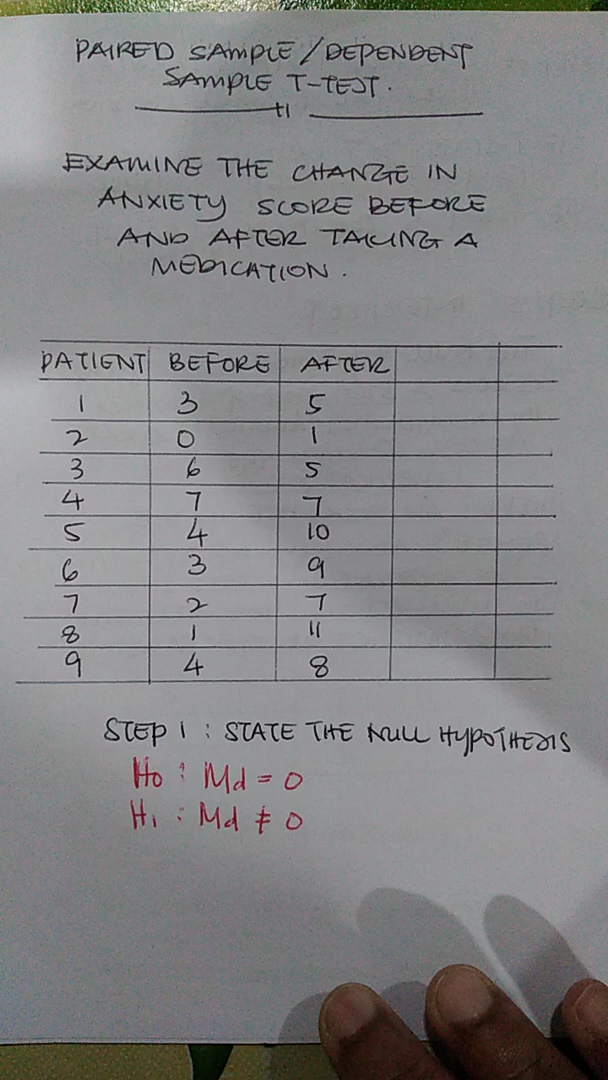 PAIRED SAMPLE / DEPENDENT
SAMPLE T-TEST.
EXAMINE THE CHANGE IN
ANXIETY SCORE BEFORE
AND AFTER TAKING A
MEDICATION.
PATIENT BEFORE AFTER
1 3 5
2 0 1
3 6 5
4 7 7
5 4 10
6 3 9
7 2 7
8 1 11
9 4 8
STEP 1 : STATE THE NULL HYPOTHESIS
H0 : Md = 0
H1 : Md ≠ 0